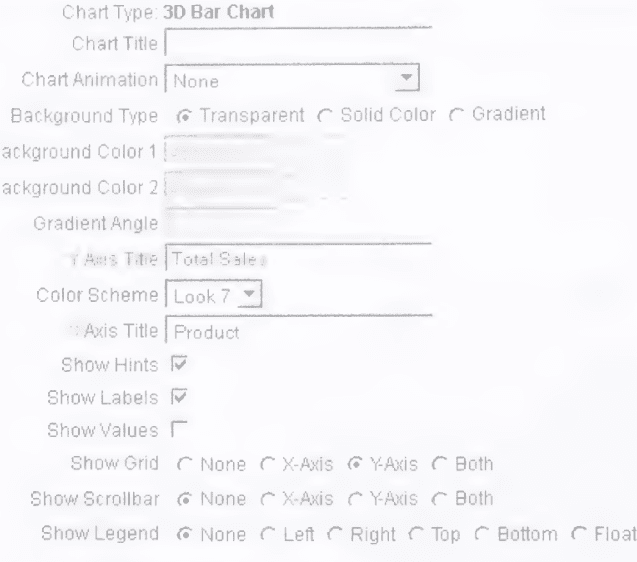 Chart Type: 3D Bar Chart
Chart Title
Chart Animation None
Background Type Transparent Solid Color Gradient
ackground Color 1
ackground Color 2
Gradient Angle
Y Axis Title Total Sales
Color Scheme Look 7
Axis Title Product
Show Hints
Show Labels
Show Values
Show Grid None X-Axis Y-Axis Both
Show Scrollbar None X-Axis Y-Axis Both
Show Legend None Left Right Top Bottom Float